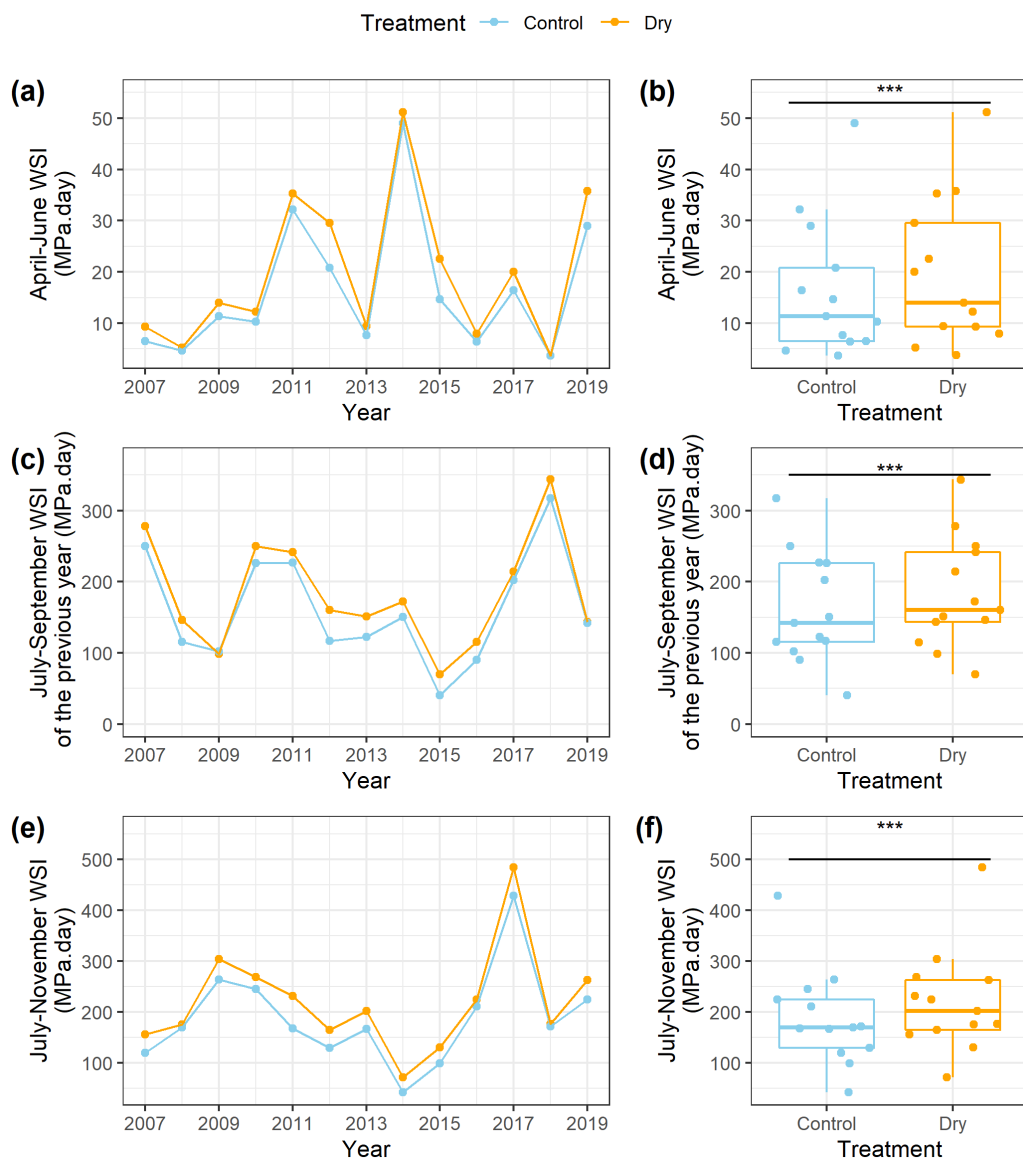 Treatment Control Dry
(a)
April-June WSI
(MPa.day)
50
40
30
20
10
2007 2009 2011 2013 2015 2017 2019
Year
(b)
April-June WSI
(MPa.day)
50
40
30
20
10
***
Control Dry
Treatment
(c)
July-September WSI
of the previous year (MPa.day)
300
200
100
0
2007 2009 2011 2013 2015 2017 2019
Year
(d)
July-September WSI
of the previous year (MPa.day)
300
200
100
0
***
Control Dry
Treatment
(e)
July-November WSI
(MPa.day)
500
400
300
200
100
2007 2009 2011 2013 2015 2017 2019
Year
(f)
July-November WSI
(MPa.day)
500
400
300
200
100
***
Control Dry
Treatment